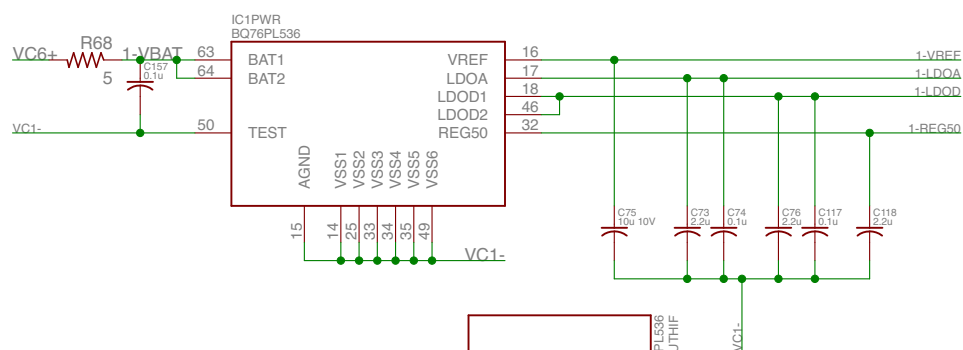 IC1PWR
BQ76PL536
VC6+
R68
5
1-VBAT
C157
0.1u
VC1-
63
64
50
BAT1
BAT2
TEST
VREF
LDOA
LDOD1
LDOD2
REG50
16
17
18
46
32
AGND
VSS1
VSS2
VSS3
VSS4
VSS5
VSS6
15
14
25
33
34
35
49
VC1-
1-VREF
1-LDOA
1-LDOD
1-REG50
C75
10u 10V
C73
2.2u
C74
0.1u
C76
2.2u
C117
0.1u
C118
2.2u
VC1-
PL536
UTHIF